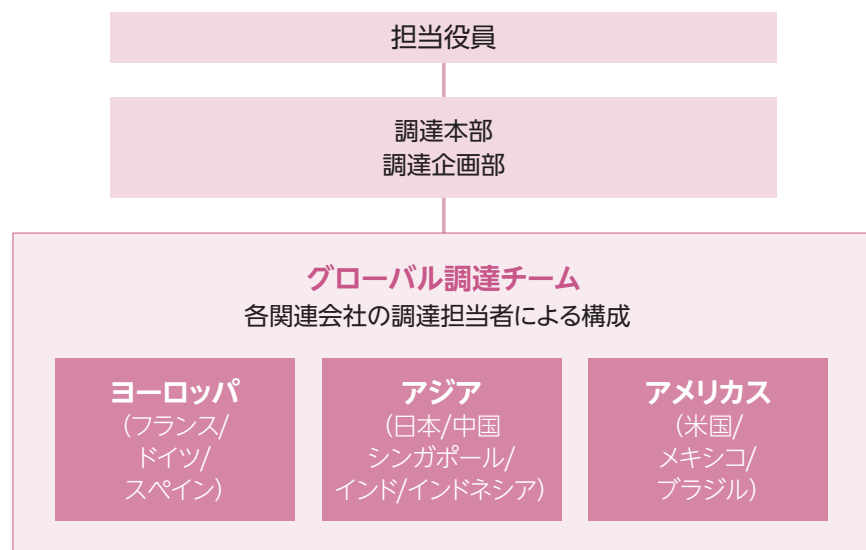 担当役員
調達本部
調達企画部
グローバル調達チーム
各関連会社の調達担当者による構成
ヨーロッパ
(フランス/
ドイツ/
スペイン)
アジア
(日本/中国
シンガポール/
インド/インドネシア)
アメリカス
(米国/
メキシコ/
ブラジル)